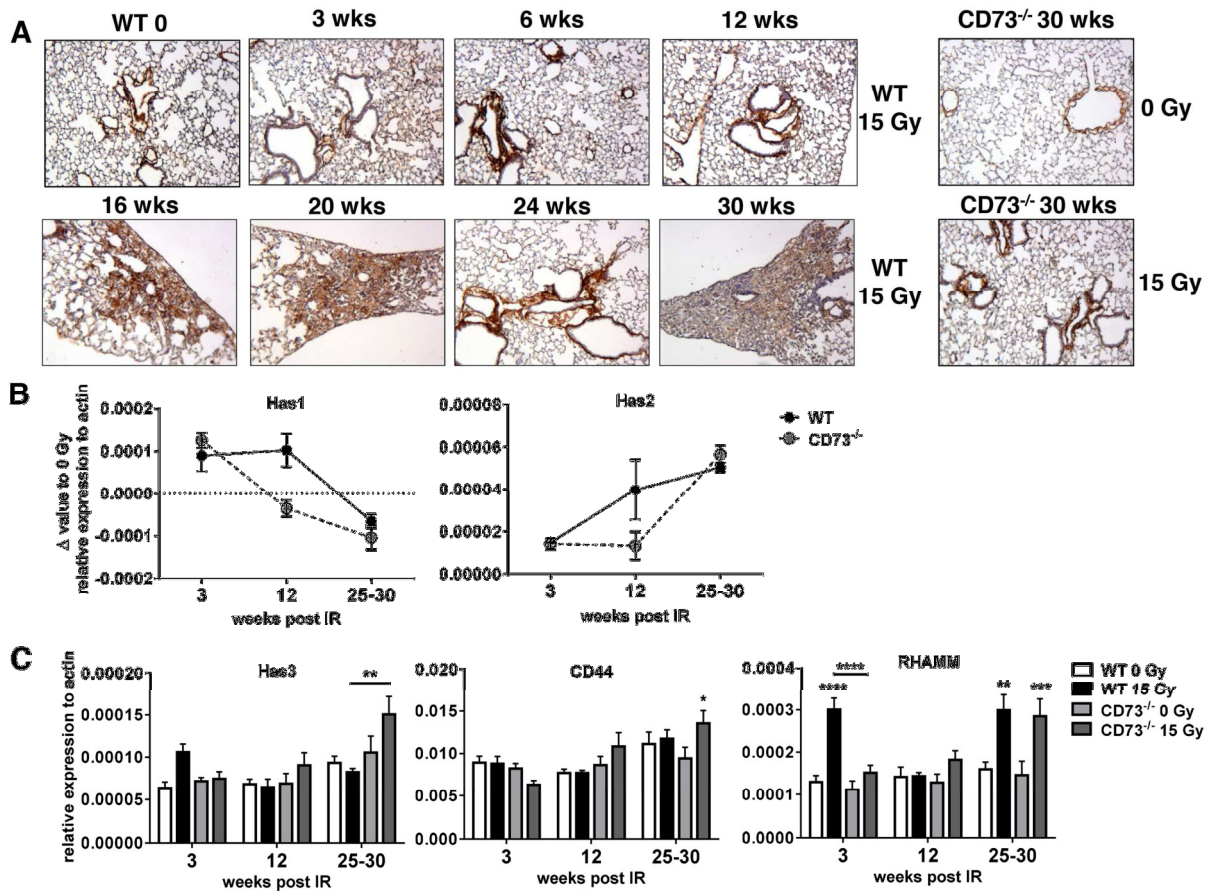 A
WT 0
3 wks
6 wks
12 wks
CD73-/- 30 wks
WT
15 Gy
0 Gy
16 wks
20 wks
24 wks
30 wks
CD73-/- 30 wks
WT
15 Gy
15 Gy
B
Has1
Δ value to 0 Gy
relative expression to actin
0.0002
0.0001
0.0000
-0.0001
-0.0002
3
12
25-30
weeks post IR
Has2
0.00008
0.00006
0.00004
0.00002
0.00000
3
12
25-30
weeks post IR
WT
CD73-/-
C
Has3
relative expression to actin
0.00020
0.00015
0.00010
0.00005
0.00000
**
3
12
25-30
weeks post IR
CD44
0.020
0.015
0.010
0.005
0.000
*
3
12
25-30
weeks post IR
RHAMM
0.0004
0.0003
0.0002
0.0001
0.0000
****
****
**
***
3
12
25-30
weeks post IR
WT 0 Gy
WT 15 Gy
CD73-/- 0 Gy
CD73-/- 15 Gy